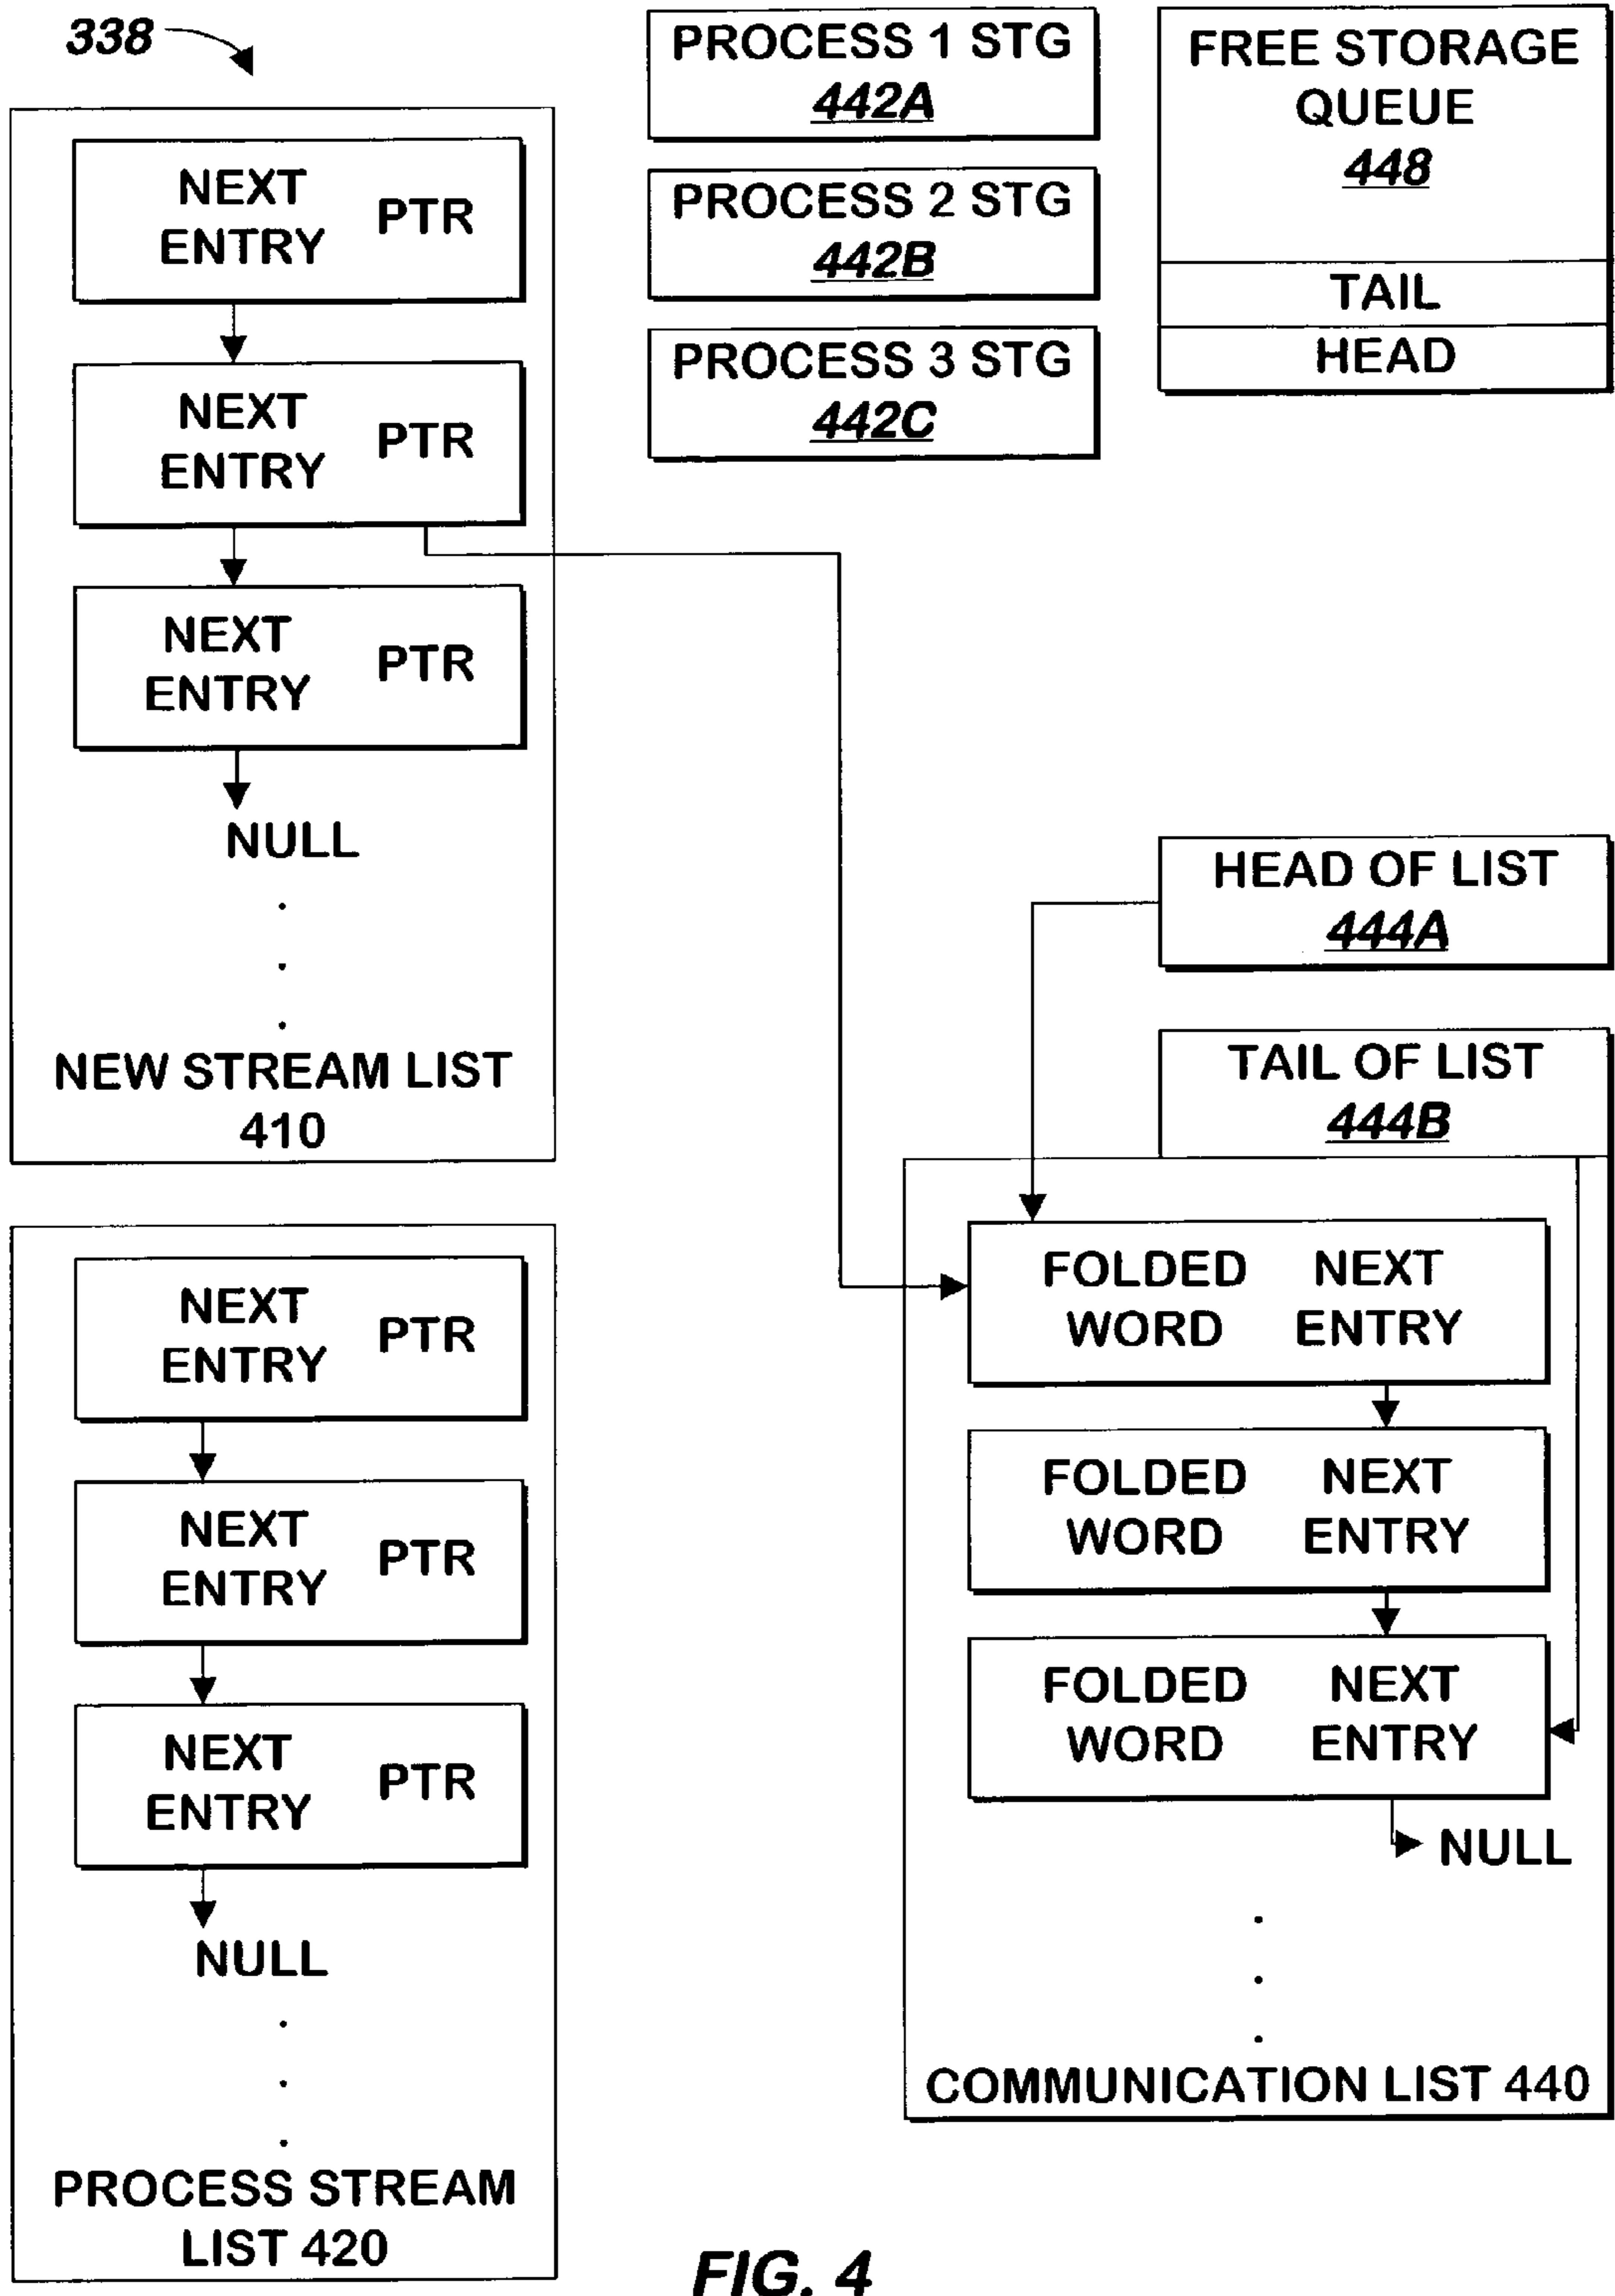 338
NEXT
ENTRY
PTR
NEXT
ENTRY
PTR
NEXT
ENTRY
PTR
NULL
.
.
.
NEW STREAM LIST
410
PROCESS 1 STG
442A
PROCESS 2 STG
442B
PROCESS 3 STG
442C
FREE STORAGE
QUEUE
448
TAIL
HEAD
HEAD OF LIST
444A
TAIL OF LIST
444B
NEXT
ENTRY
PTR
NEXT
ENTRY
PTR
NEXT
ENTRY
PTR
NULL
.
.
.
PROCESS STREAM
LIST 420
FOLDED
WORD
NEXT
ENTRY
FOLDED
WORD
NEXT
ENTRY
FOLDED
WORD
NEXT
ENTRY
NULL
.
.
.
COMMUNICATION LIST 440
FIG. 4